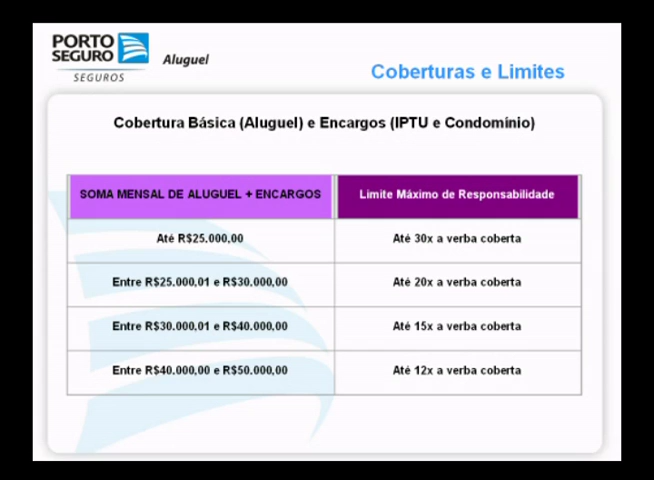 PORTO
SEGURO
SEGUROS
Aluguel
Coberturas e Limites
Cobertura Básica (Aluguel) e Encargos (IPTU e Condomínio)
SOMA MENSAL DE ALUGUEL + ENCARGOS
Limite Máximo de Responsabilidade
Até R$25.000,00
Até 30x a verba coberta
Entre R$25.000,01 e R$30.000,00
Até 20x a verba coberta
Entre R$30.000,01 e R$40.000,00
Até 15x a verba coberta
Entre R$40.000,00 e R$50.000,00
Até 12x a verba coberta